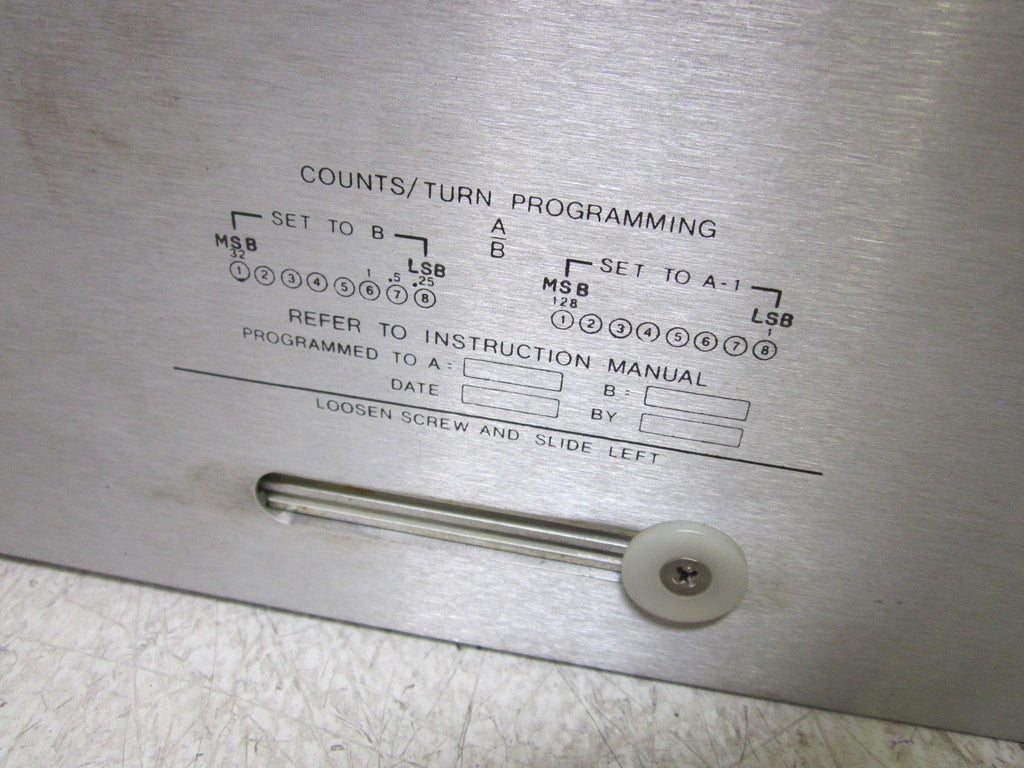 COUNTS/TURN PROGRAMMING
SET TO B
A
B
SET TO A-1
MSB LSB
32 1 .5 .25
1 2 3 4 5 6 7 8
MSB LSB
128 1
1 2 3 4 5 6 7 8
REFER TO INSTRUCTION MANUAL
PROGRAMMED TO A= B=
DATE BY
LOOSEN SCREW AND SLIDE LEFT